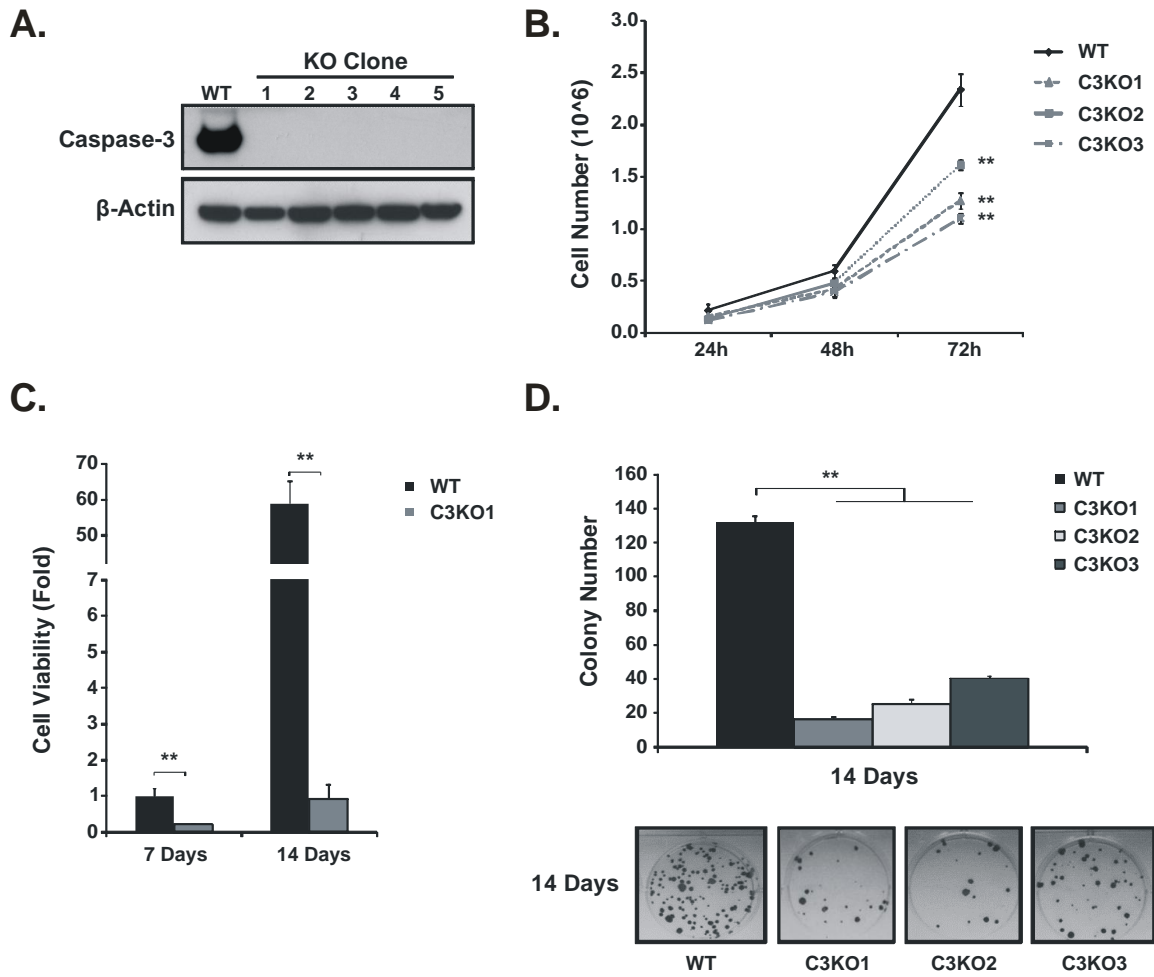 A.
KO Clone
WT 1 2 3 4 5
Caspase-3
β-Actin
B.
Cell Number (10^6)
3.0
2.5
2.0
1.5
1.0
0.5
0.0
24h 48h 72h
**
**
**
WT
C3KO1
C3KO2
C3KO3
C.
Cell Viability (Fold)
70
60
50
7
6
5
4
3
2
1
0
**
**
7 Days 14 Days
WT
C3KO1
D.
Colony Number
160
140
120
100
80
60
40
20
0
**
14 Days
WT
C3KO1
C3KO2
C3KO3
14 Days
WT C3KO1 C3KO2 C3KO3